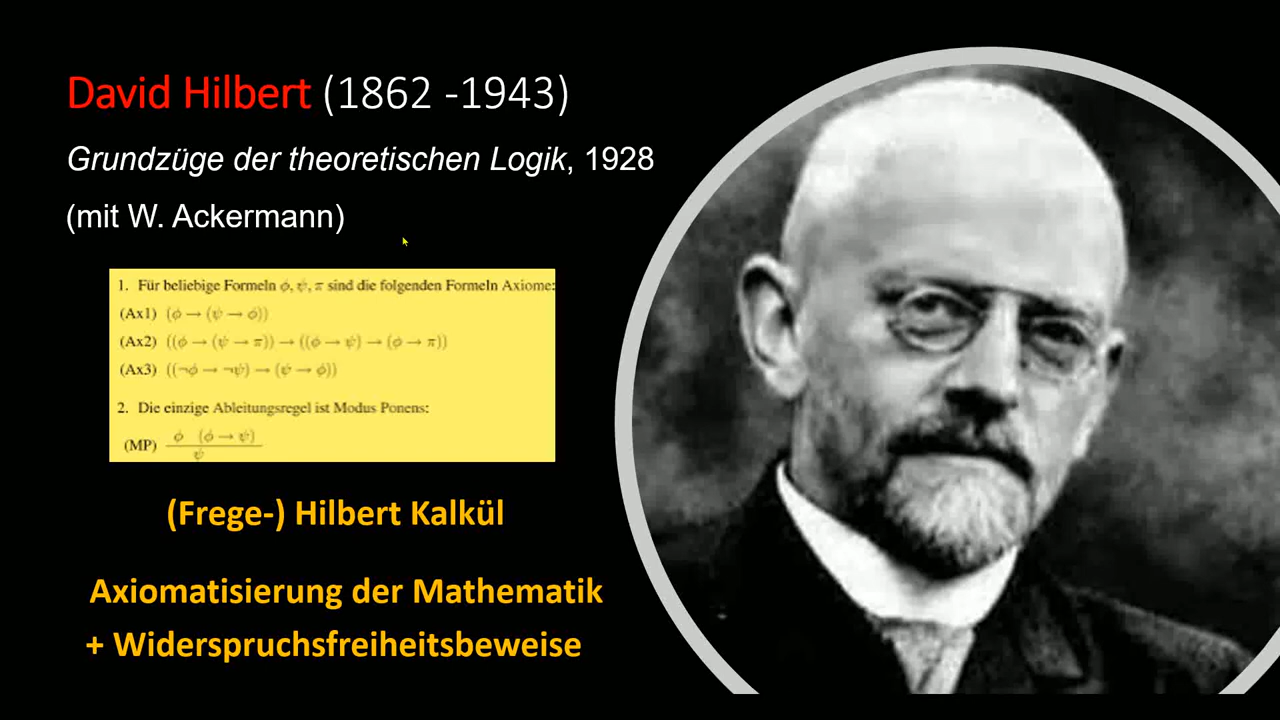 David Hilbert (1862 -1943)
Grundzüge der theoretischen Logik, 1928
(mit W. Ackermann)
1. Für beliebige Formeln ϕ, ψ, π sind die folgenden Formeln Axiome:
(Ax1) (ϕ → (ψ → ϕ))
(Ax2) ((ϕ → (ψ → π)) → ((ϕ → ψ) → (ϕ → π))
(Ax3) ((¬ϕ → ¬ψ) → (ψ → ϕ))
2. Die einzige Ableitungsregel ist Modus Ponens:
(MP) ϕ (ϕ → ψ)
ψ
(Frege-) Hilbert Kalkül
Axiomatisierung der Mathematik
+ Widerspruchsfreiheitsbeweise